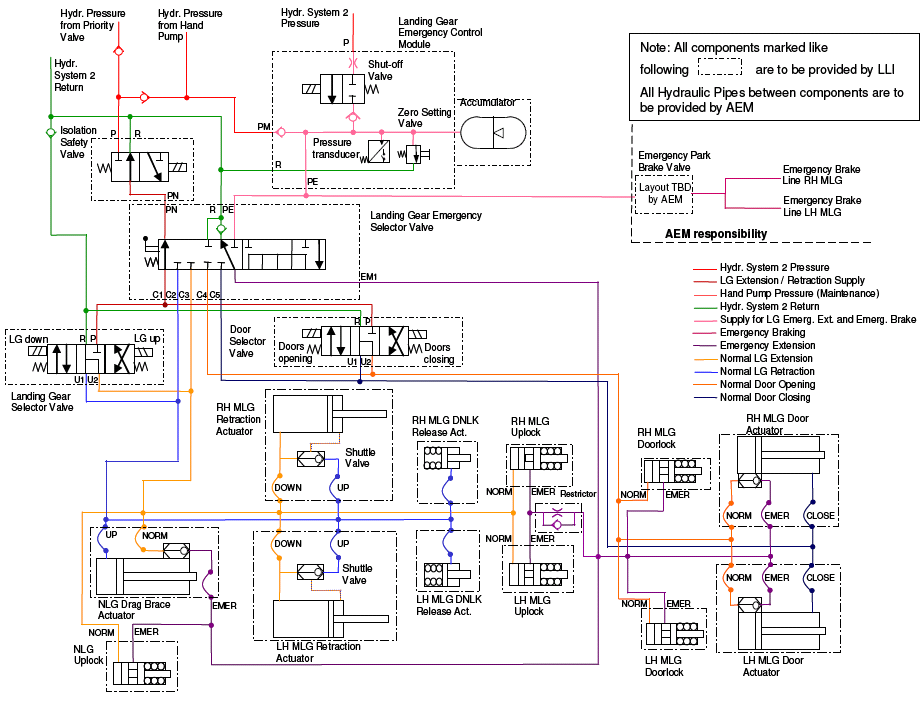 Hydr. Pressure
from Priority
Valve
Hydr. Pressure
from Hand
Pump
Hydr. System 2
Pressure
P
Landing Gear
Emergency Control
Module
Note: All components marked like
following
are to be provided by LLI
All Hydraulic Pipes between components are to
be provided by AEM
Hydr.
System 2
Return
Shut-off
Valve
Zero Setting
Valve
Accumulator
Isolation
Safety
Valve
P
R
PM
Pressure
transducer
R
PE
PN
PN
R
PE
Landing Gear Emergency
Selector Valve
Emergency Park
Brake Valve
Layout TBD
by AEM
Emergency Brake
Line RH MLG
Emergency Brake
Line LH MLG
AEM responsibility
EM1
C1
C2
C3
C4
C5
Hydr. System 2 Pressure
LG Extension / Retraction Supply
Hand Pump Pressure (Maintenance)
Hydr. System 2 Return
Supply for LG Emerg. Ext. and Emerg. Brake
Emergency Braking
Emergency Extension
Normal LG Extension
Normal LG Retraction
Normal Door Opening
Normal Door Closing
LG down
R
P
LG up
U1
U2
Landing Gear
Selector Valve
Door
Selector
Valve
Doors
opening
R
P
Doors
closing
U1
U2
RH MLG
Retraction
Actuator
Shuttle
Valve
DOWN
UP
RH MLG DNLK
Release Act.
RH MLG
Uplock
NORM
EMER
Restrictor
RH MLG
Doorlock
NORM
EMER
RH MLG Door
Actuator
NORM
EMER
CLOSE
UP
NORM
NLG Drag Brace
Actuator
EMER
DOWN
UP
Shuttle
Valve
LH MLG Retraction
Actuator
LH MLG DNLK
Release Act.
NORM
EMER
LH MLG
Uplock
NORM
EMER
LH MLG
Doorlock
NORM
EMER
CLOSE
LH MLG Door
Actuator
NORM
EMER
NLG
Uplock